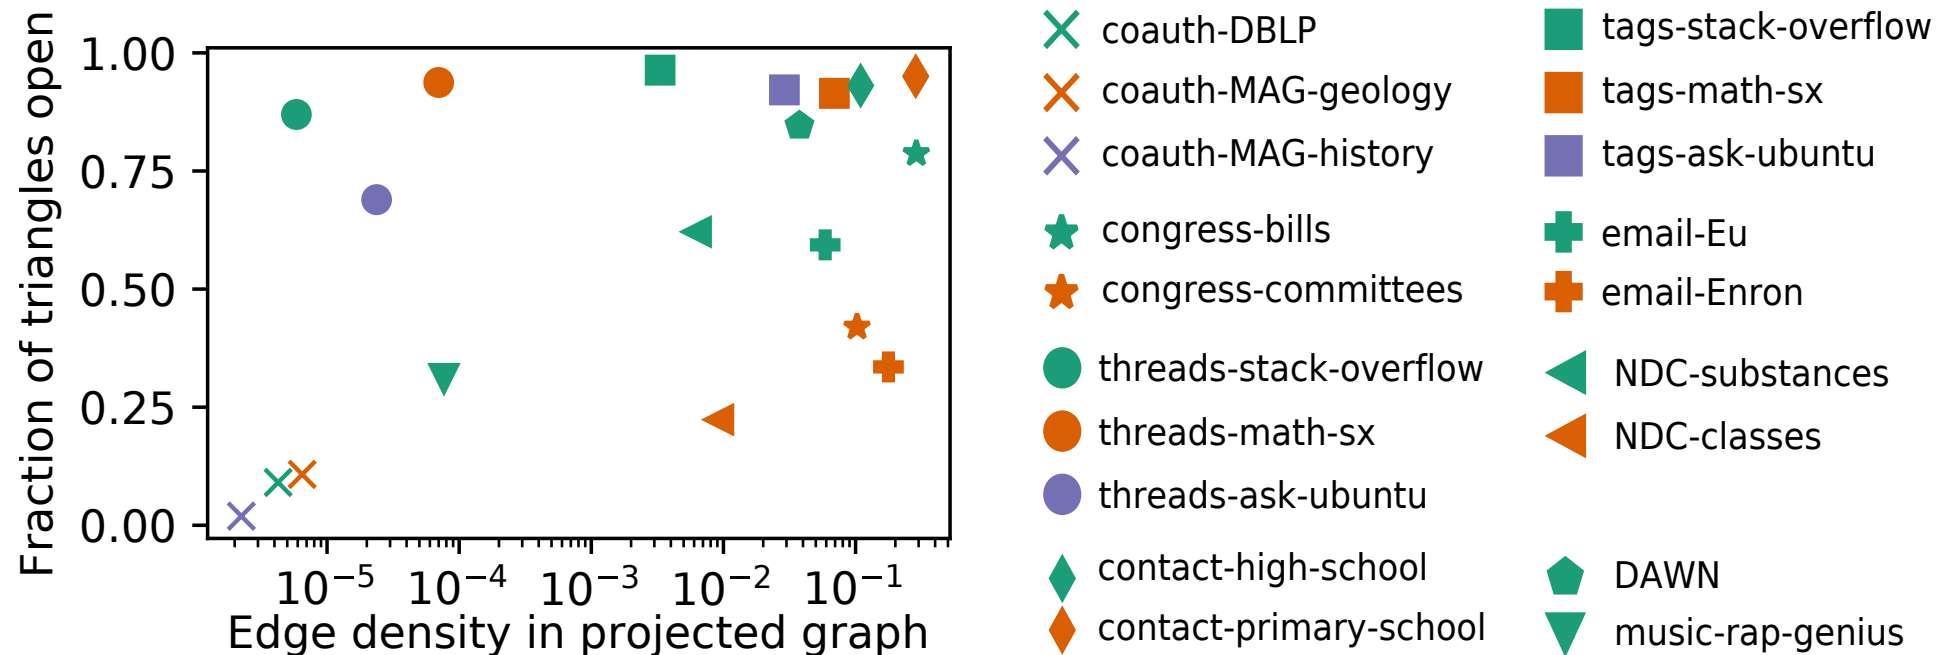 Fraction of triangles open
1.00
0.75
0.50
0.25
0.00
10⁻⁵ 10⁻⁴ 10⁻³ 10⁻² 10⁻¹
Edge density in projected graph
coauth-DBLP
coauth-MAG-geology
coauth-MAG-history
congress-bills
congress-committees
threads-stack-overflow
threads-math-sx
threads-ask-ubuntu
contact-high-school
contact-primary-school
tags-stack-overflow
tags-math-sx
tags-ask-ubuntu
email-Eu
email-Enron
NDC-substances
NDC-classes
DAWN
music-rap-genius